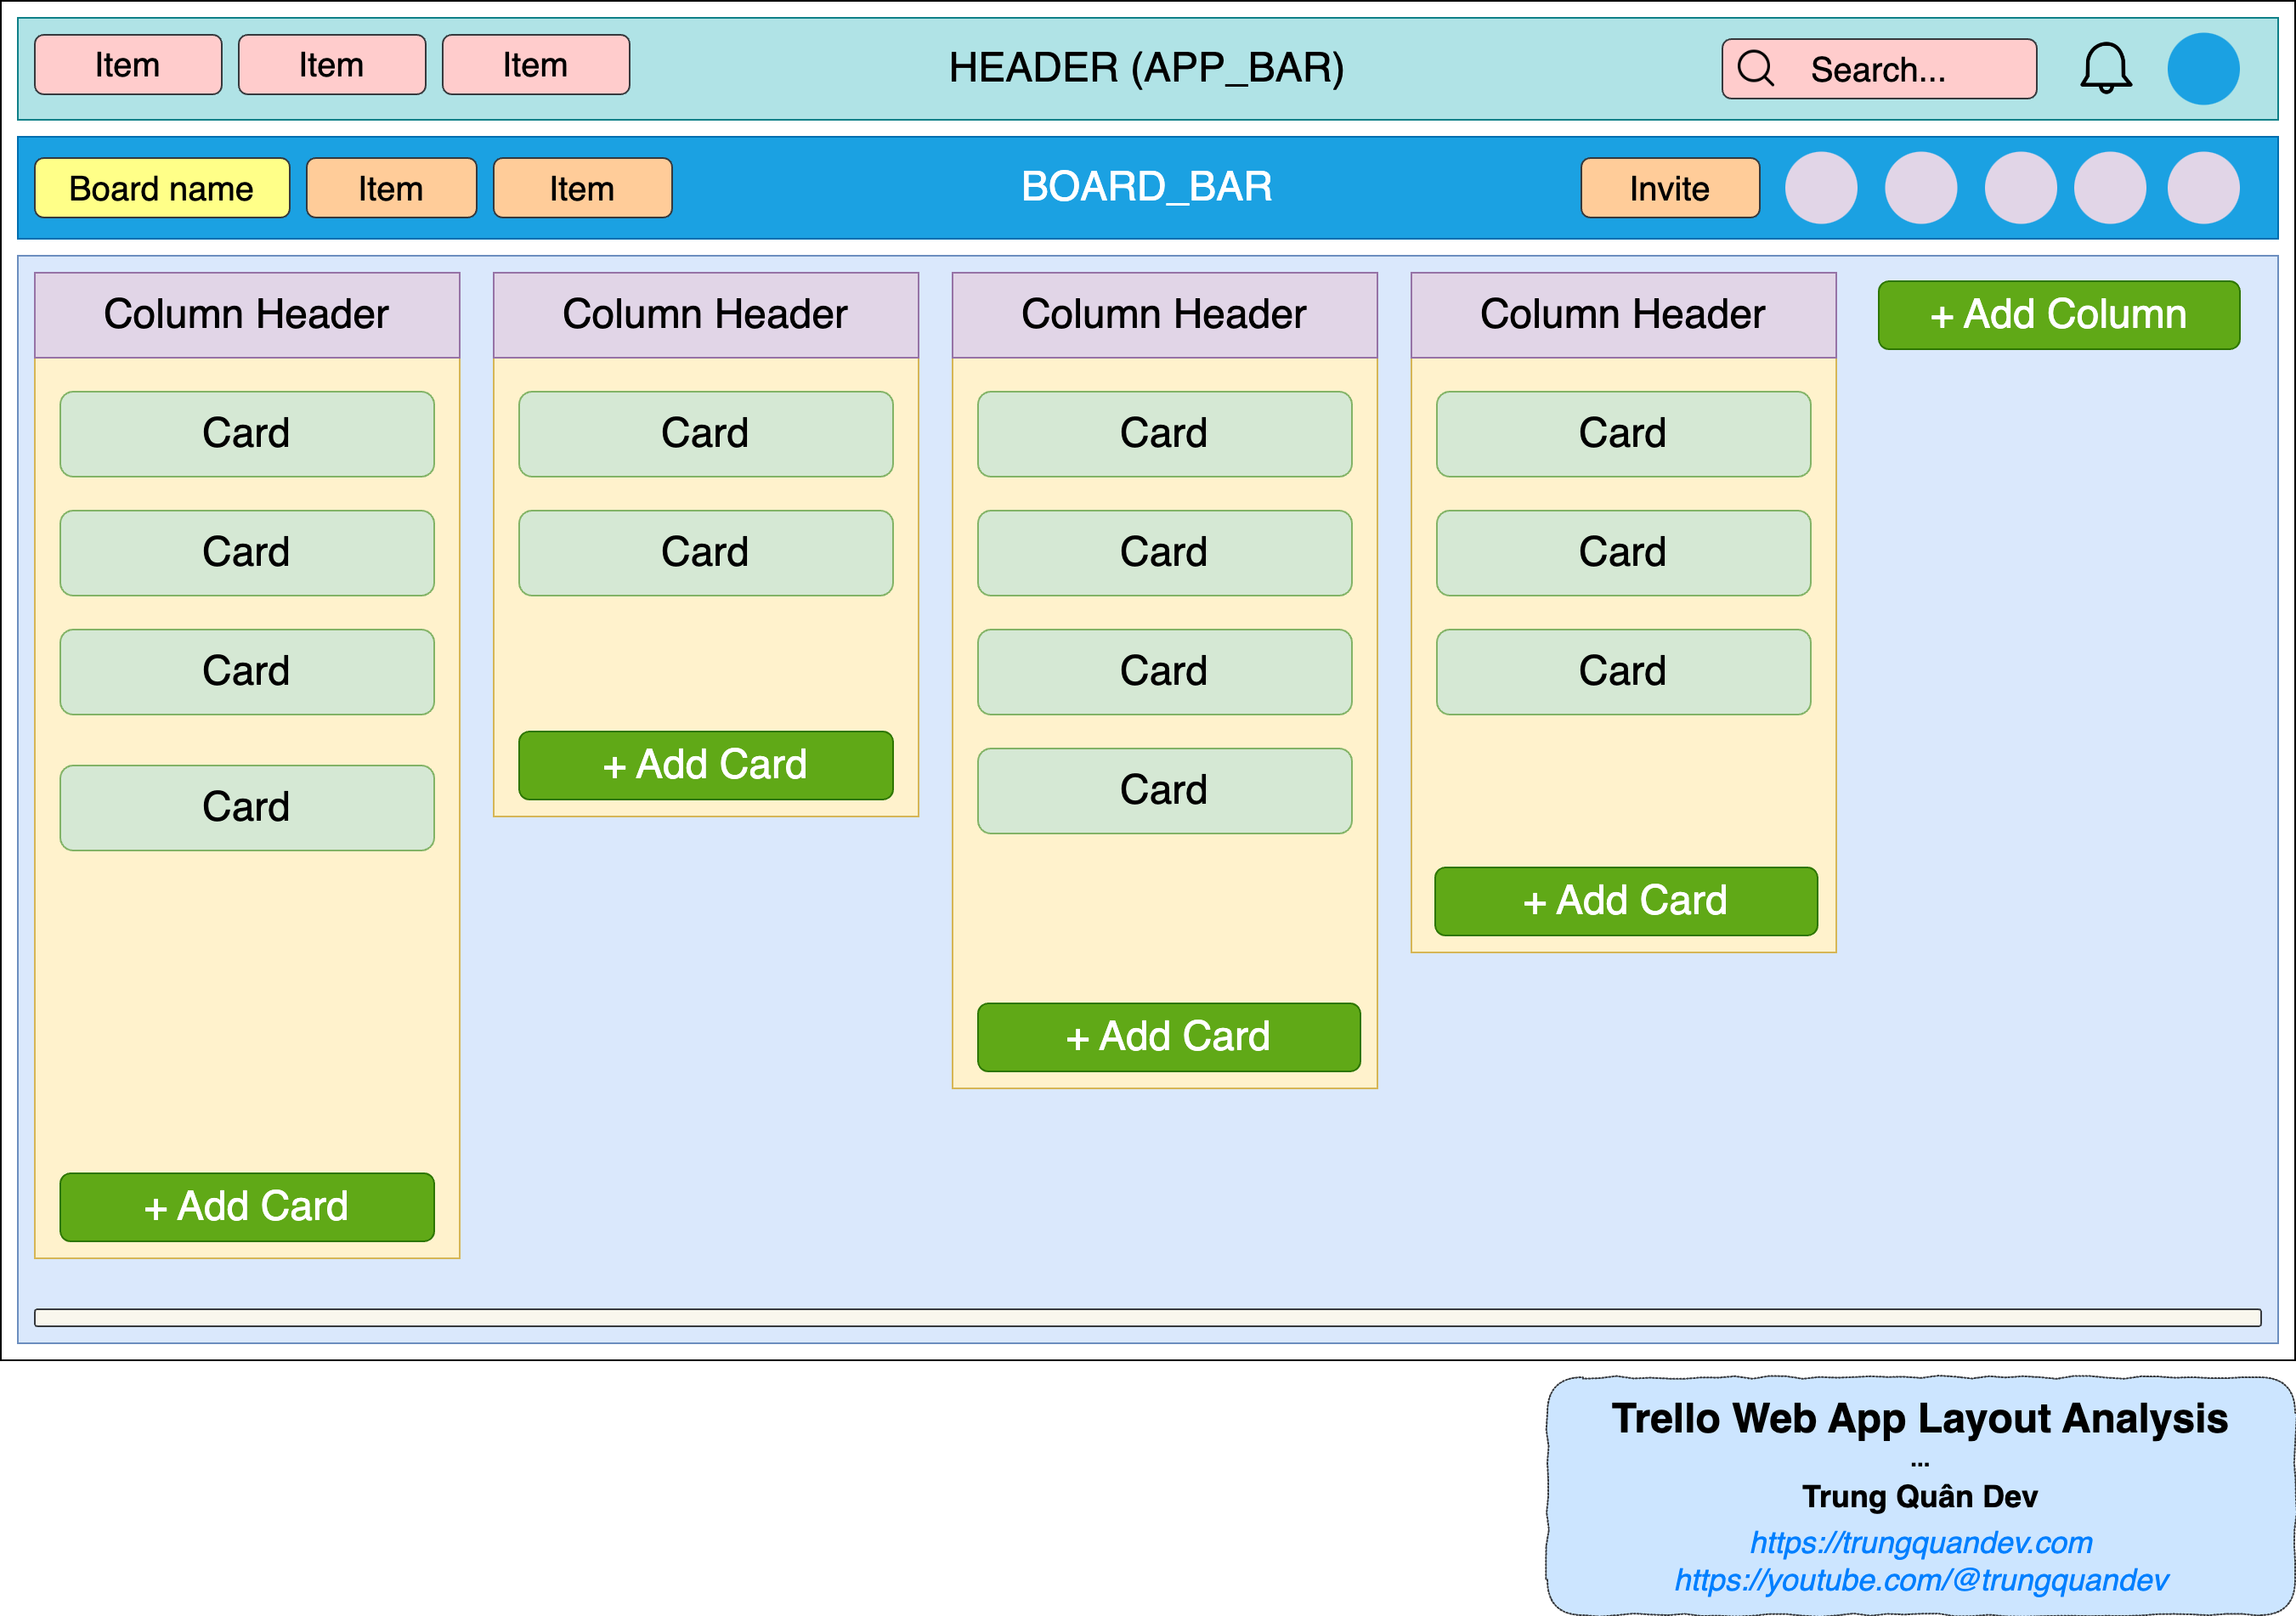 Item
Item
Item
HEADER (APP_BAR)
Search...
Board name
Item
Item
BOARD_BAR
Invite
Column Header
Card
Card
Card
Card
+ Add Card
Column Header
Card
Card
+ Add Card
Column Header
Card
Card
Card
Card
+ Add Card
Column Header
Card
Card
Card
+ Add Card
+ Add Column
Trello Web App Layout Analysis
...
Trung Quân Dev
https://trungquandev.com
https://youtube.com/@trungquandev